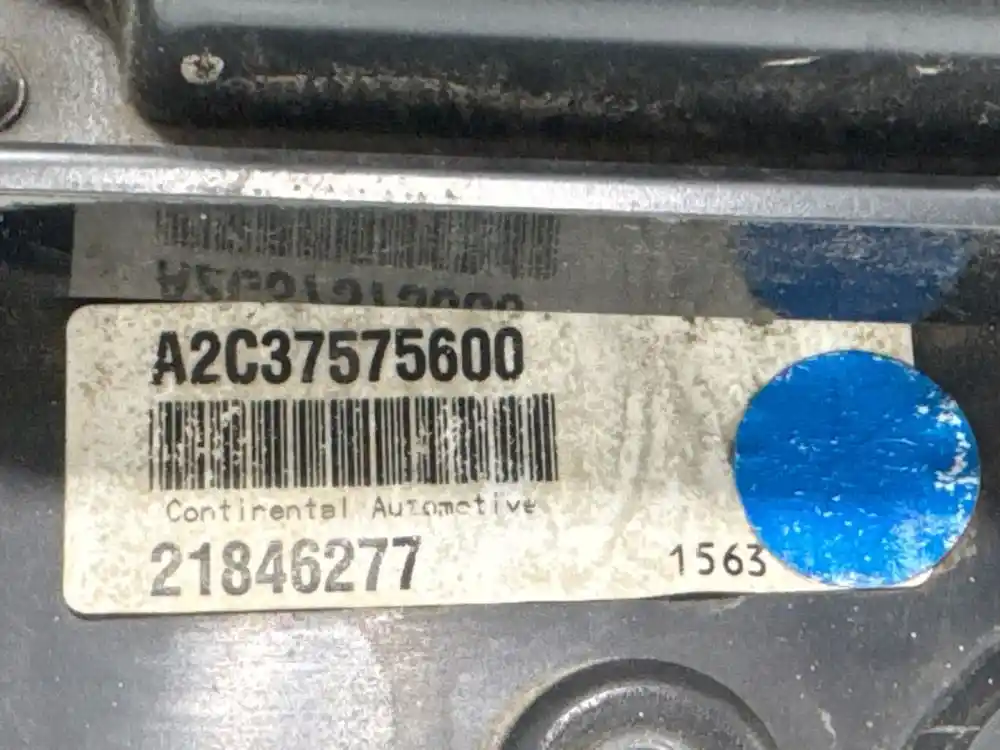 A2C37575600
Continental Automotive
21846277
1563